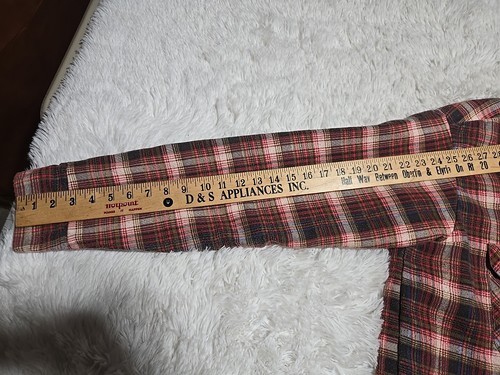 1 2 3 4 5 6 7 8 9 10 11 12 13 14 15 16 17 18 19 20 21 22 23 24 25 26 27
Hotpoint
D & S APPLIANCES INC.
Half Way Between Oberlin & Elyria On Rt 20